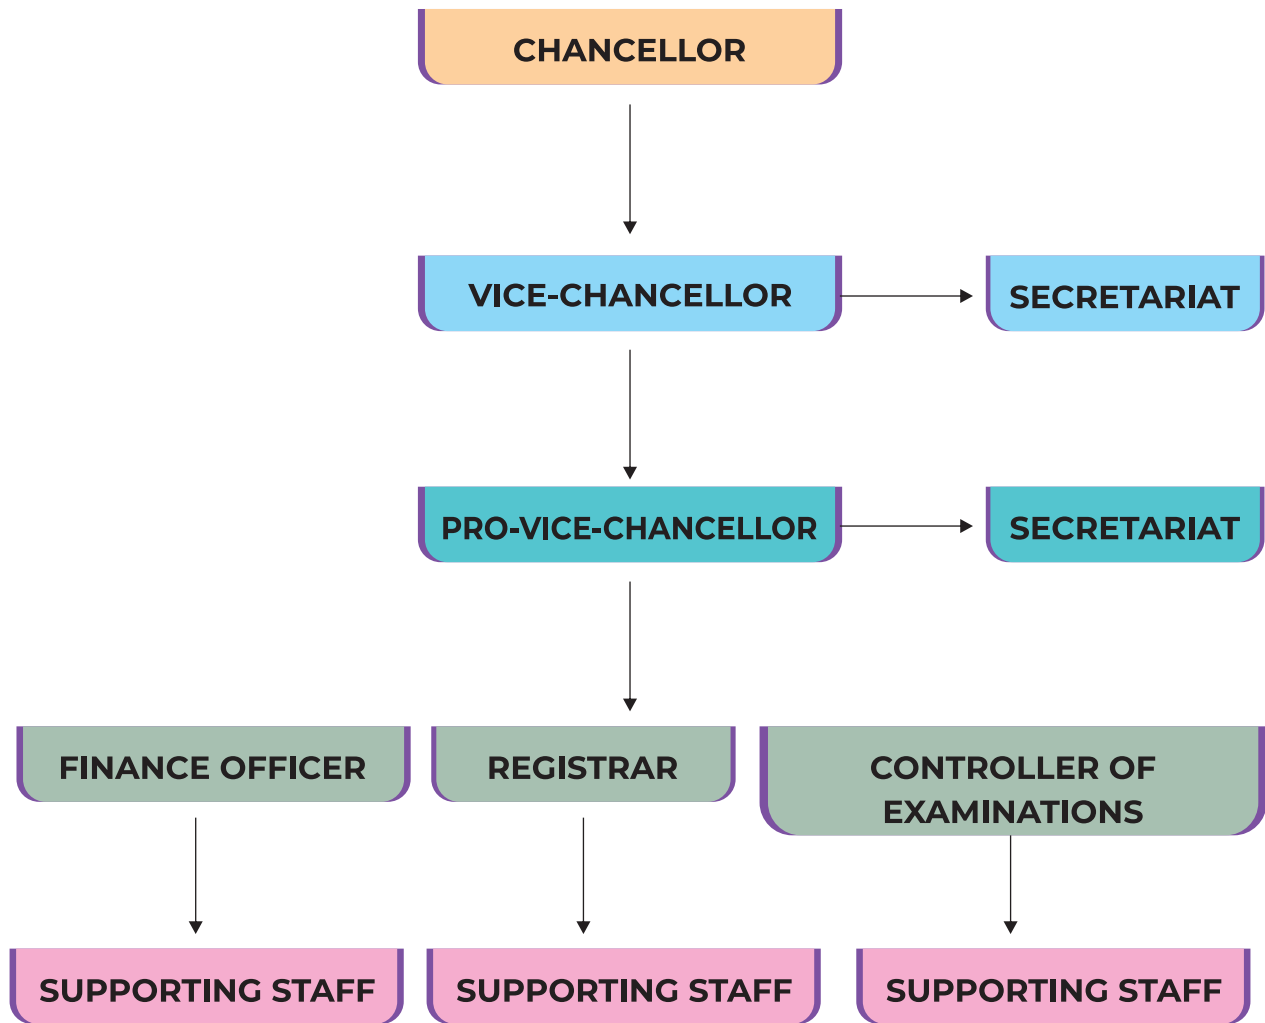 CHANCELLOR
VICE-CHANCELLOR
SECRETARIAT
PRO-VICE-CHANCELLOR
SECRETARIAT
FINANCE OFFICER
REGISTRAR
CONTROLLER OF
EXAMINATIONS
SUPPORTING STAFF
SUPPORTING STAFF
SUPPORTING STAFF